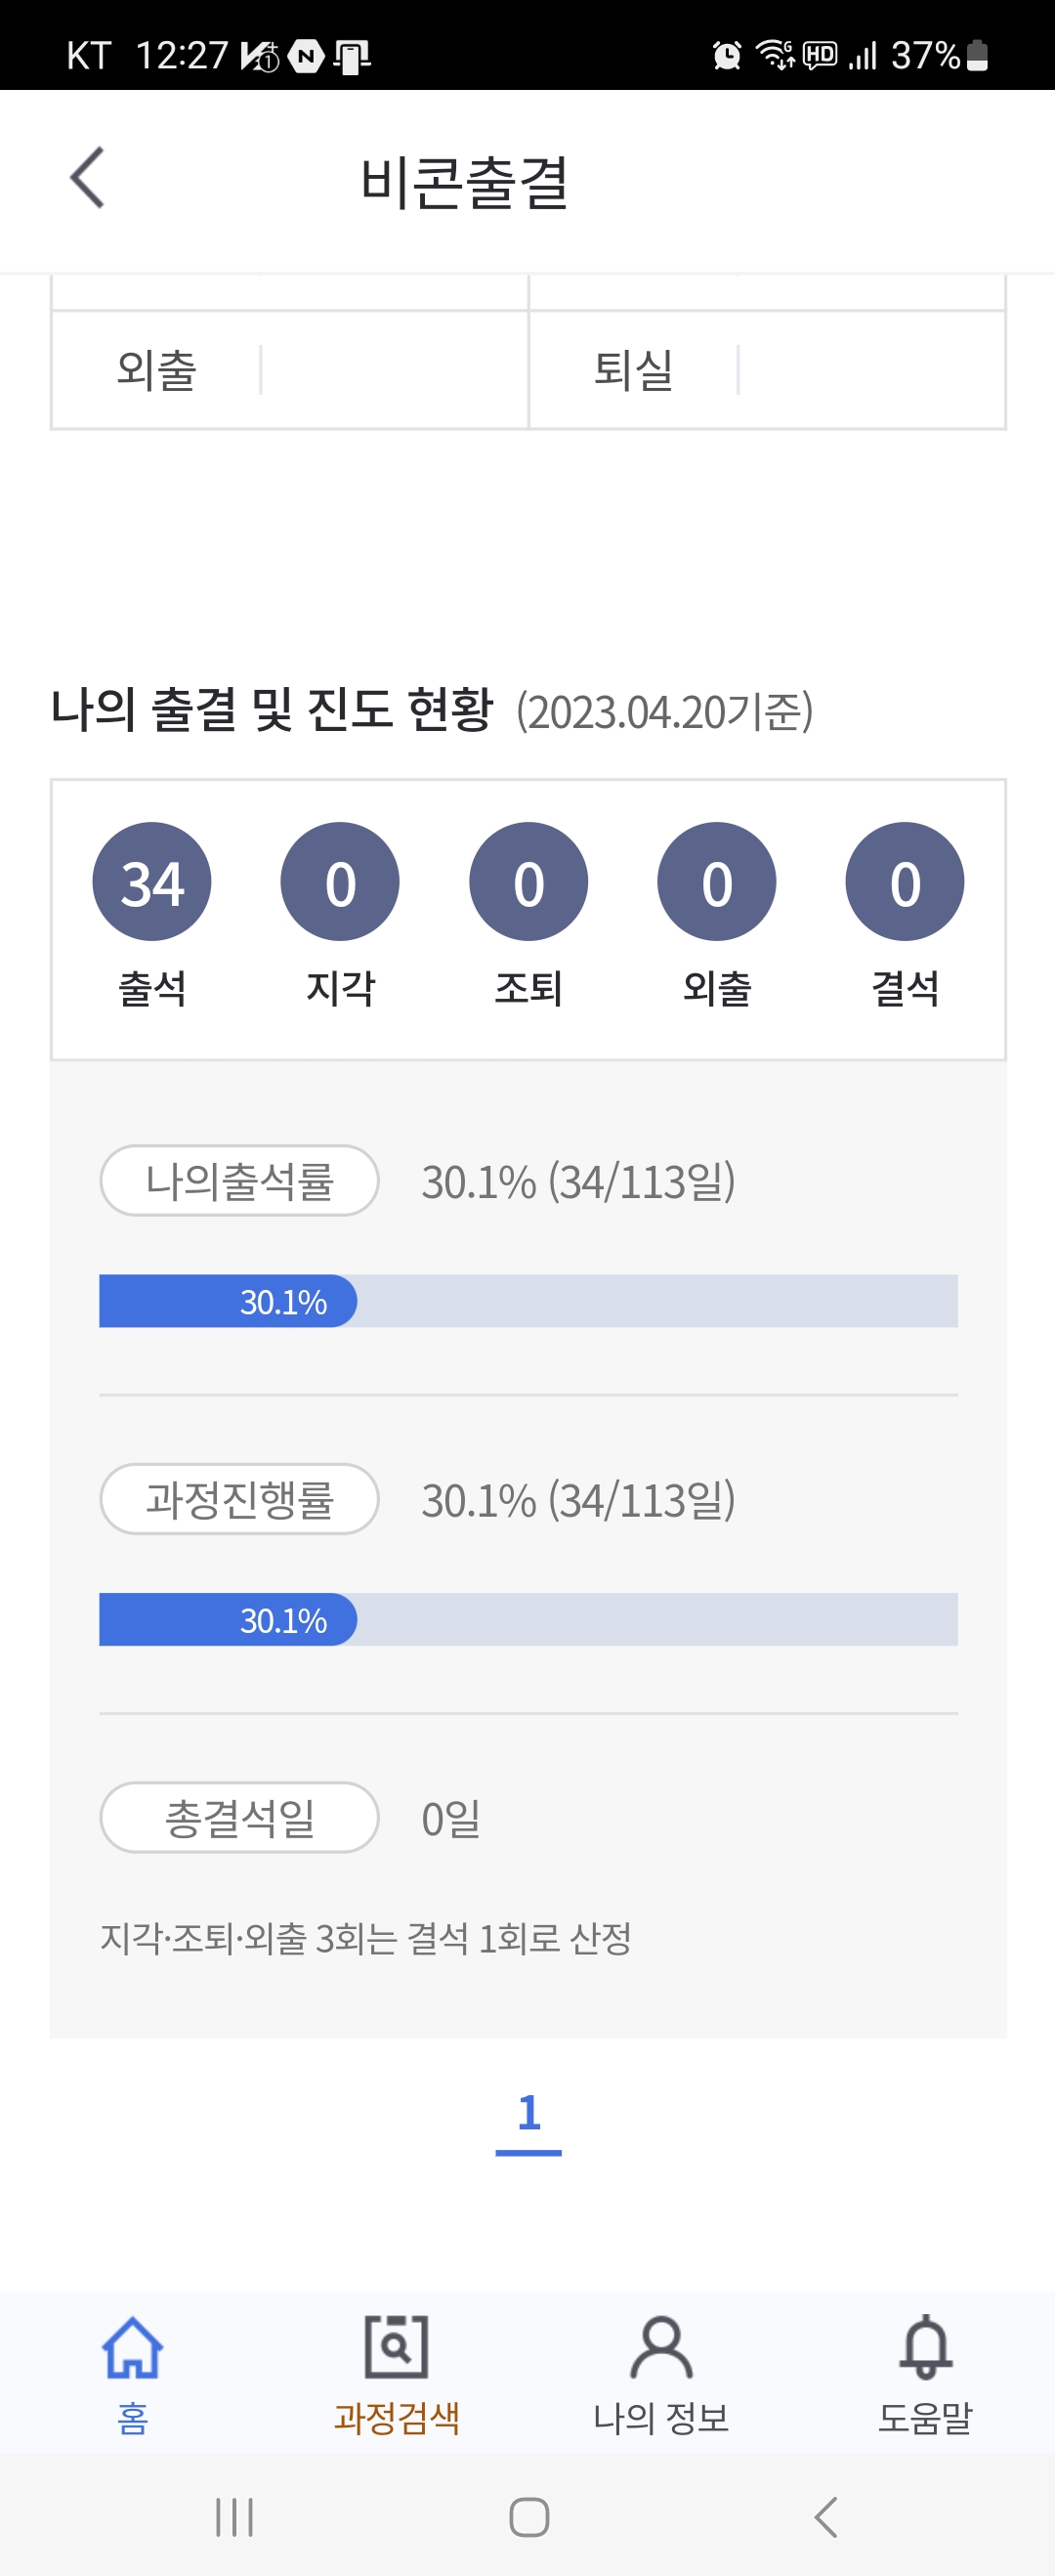 KT 12:27 37%
비콘출결
외출 퇴실
나의 출결 및 진도 현황 (2023.04.20기준)
34 0 0 0 0
출석 지각 조퇴 외출 결석
나의출석률 30.1% (34/113일)
30.1%
과정진행률 30.1% (34/113일)
30.1%
총결석일 0일
지각·조퇴·외출 3회는 결석 1회로 산정
1
홈 과정검색 나의 정보 도움말